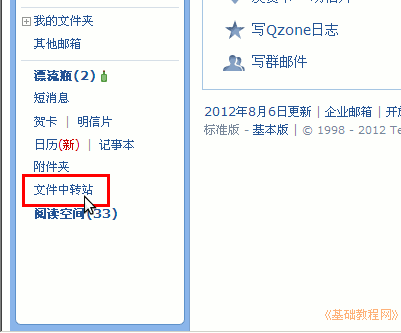 我的文件夹
其他邮箱
漂流瓶(2)
短消息
贺卡 | 明信片
日历(新) | 记事本
附件夹
文件中转站
阅读空间(33)
写Qzone日志
写群邮件
2012年8月6日更新 | 企业邮箱 |
标准版 - 基本版 | © 1998 - 2012 Te
《基础教程网》